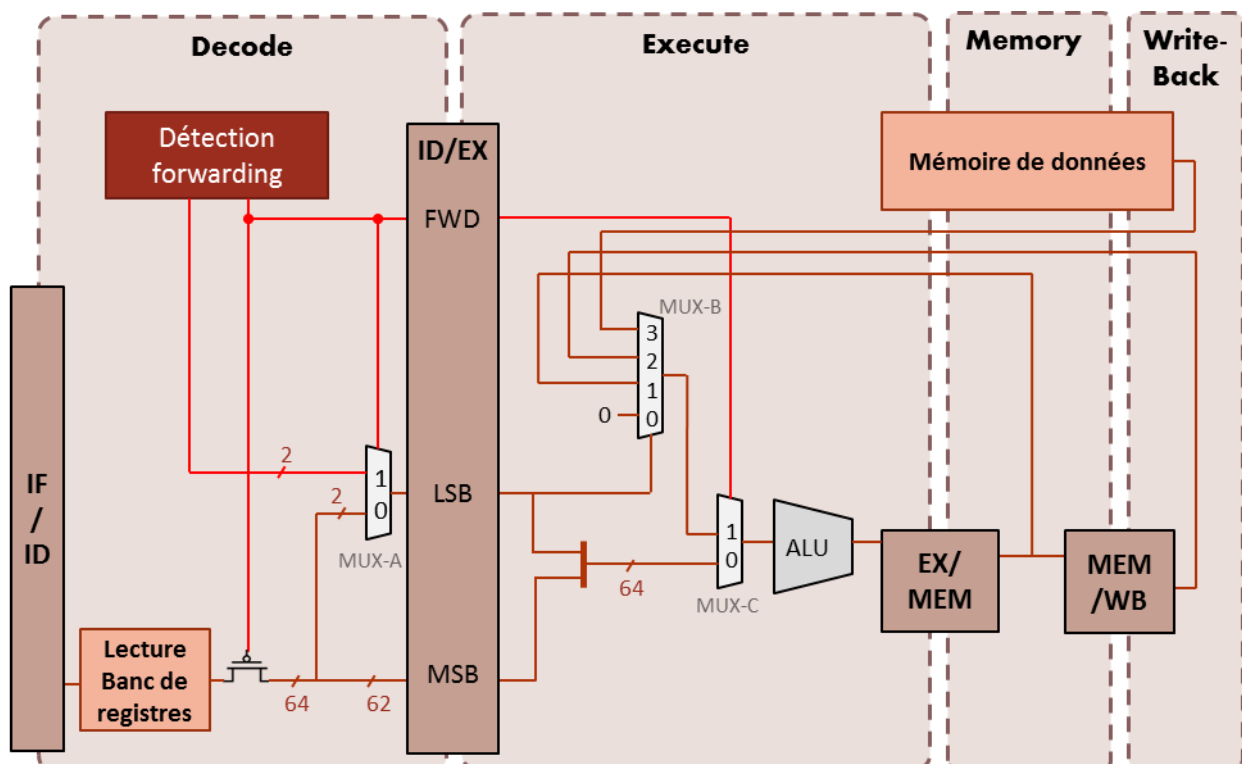 Decode
Execute
Memory
Write-
Back
Détection
forwarding
ID/EX
FWD
Mémoire de données
MUX-B
3
2
1
0
0
IF
/
ID
2
2
1
0
MUX-A
LSB
64
1
0
MUX-C
ALU
EX/
MEM
MEM
/WB
Lecture
Banc de
registres
64
62
MSB